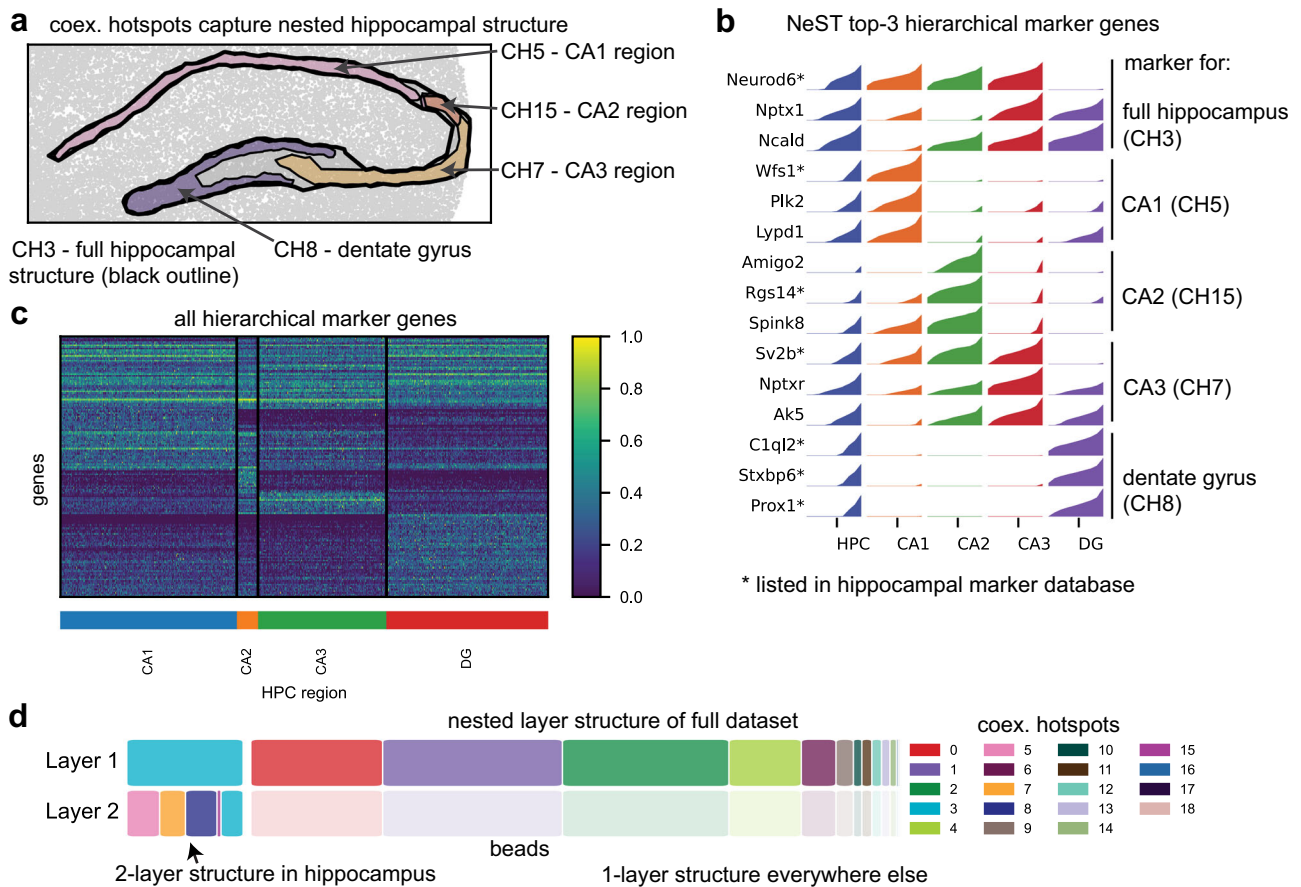 a
coex. hotspots capture nested hippocampal structure
CH5 - CA1 region
CH15 - CA2 region
CH7 - CA3 region
CH3 - full hippocampal
structure (black outline)
CH8 - dentate gyrus
b
NeST top-3 hierarchical marker genes
marker for:
Neurod6*
Nptx1
Ncald
full hippocampus
(CH3)
Wfs1*
Plk2
Lypd1
CA1 (CH5)
Amigo2
Rgs14*
Spink8
CA2 (CH15)
Sv2b*
Nptxr
Ak5
CA3 (CH7)
C1ql2*
Stxbp6*
Prox1*
dentate gyrus
(CH8)
HPC CA1 CA2 CA3 DG
* listed in hippocampal marker database
c
all hierarchical marker genes
genes
1.0
0.8
0.6
0.4
0.2
0.0
CA1 CA2 CA3 DG
HPC region
d
nested layer structure of full dataset
Layer 1
Layer 2
beads
2-layer structure in hippocampus
1-layer structure everywhere else
coex. hotspots
0 5 10 15
1 6 11 16
2 7 12 17
3 8 13 18
4 9 14